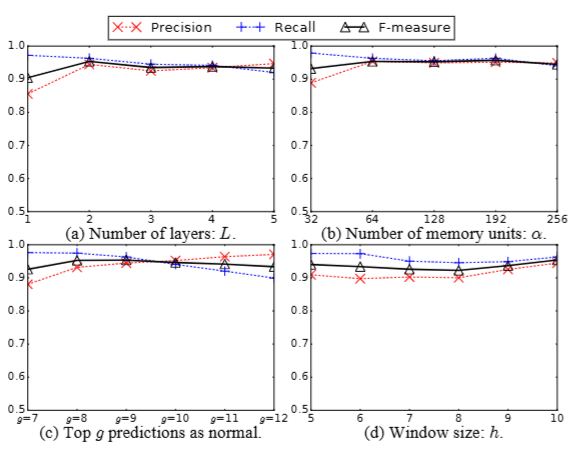 Precision Recall F-measure
1.0 1.0
0.9 0.9
0.8 0.8
0.7 0.7
0.6 0.6
0.5 0.5
1 2 3 4 5 32 64 128 192 256
(a) Number of layers: L. (b) Number of memory units: α.
1.0 1.0
0.9 0.9
0.8 0.8
0.7 0.7
0.6 0.6
0.5 0.5
g=7 g=8 g=9 g=10 g=11 g=12 5 6 7 8 9 10
(c) Top g predictions as normal. (d) Window size: h.